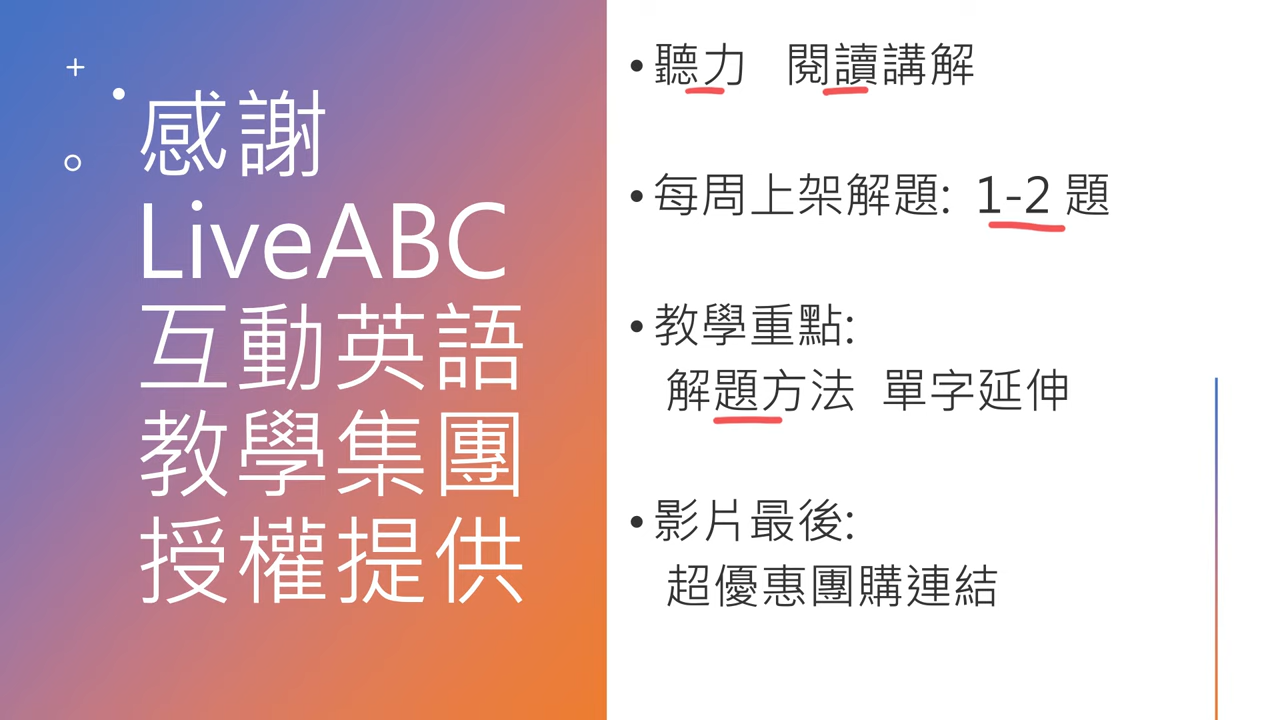 感謝
LiveABC
互動英語
教學集團
授權提供
•聽力 閱讀講解
•每周上架解題: 1-2 題
•教學重點:
解題方法 單字延伸
•影片最後:
超優惠團購連結